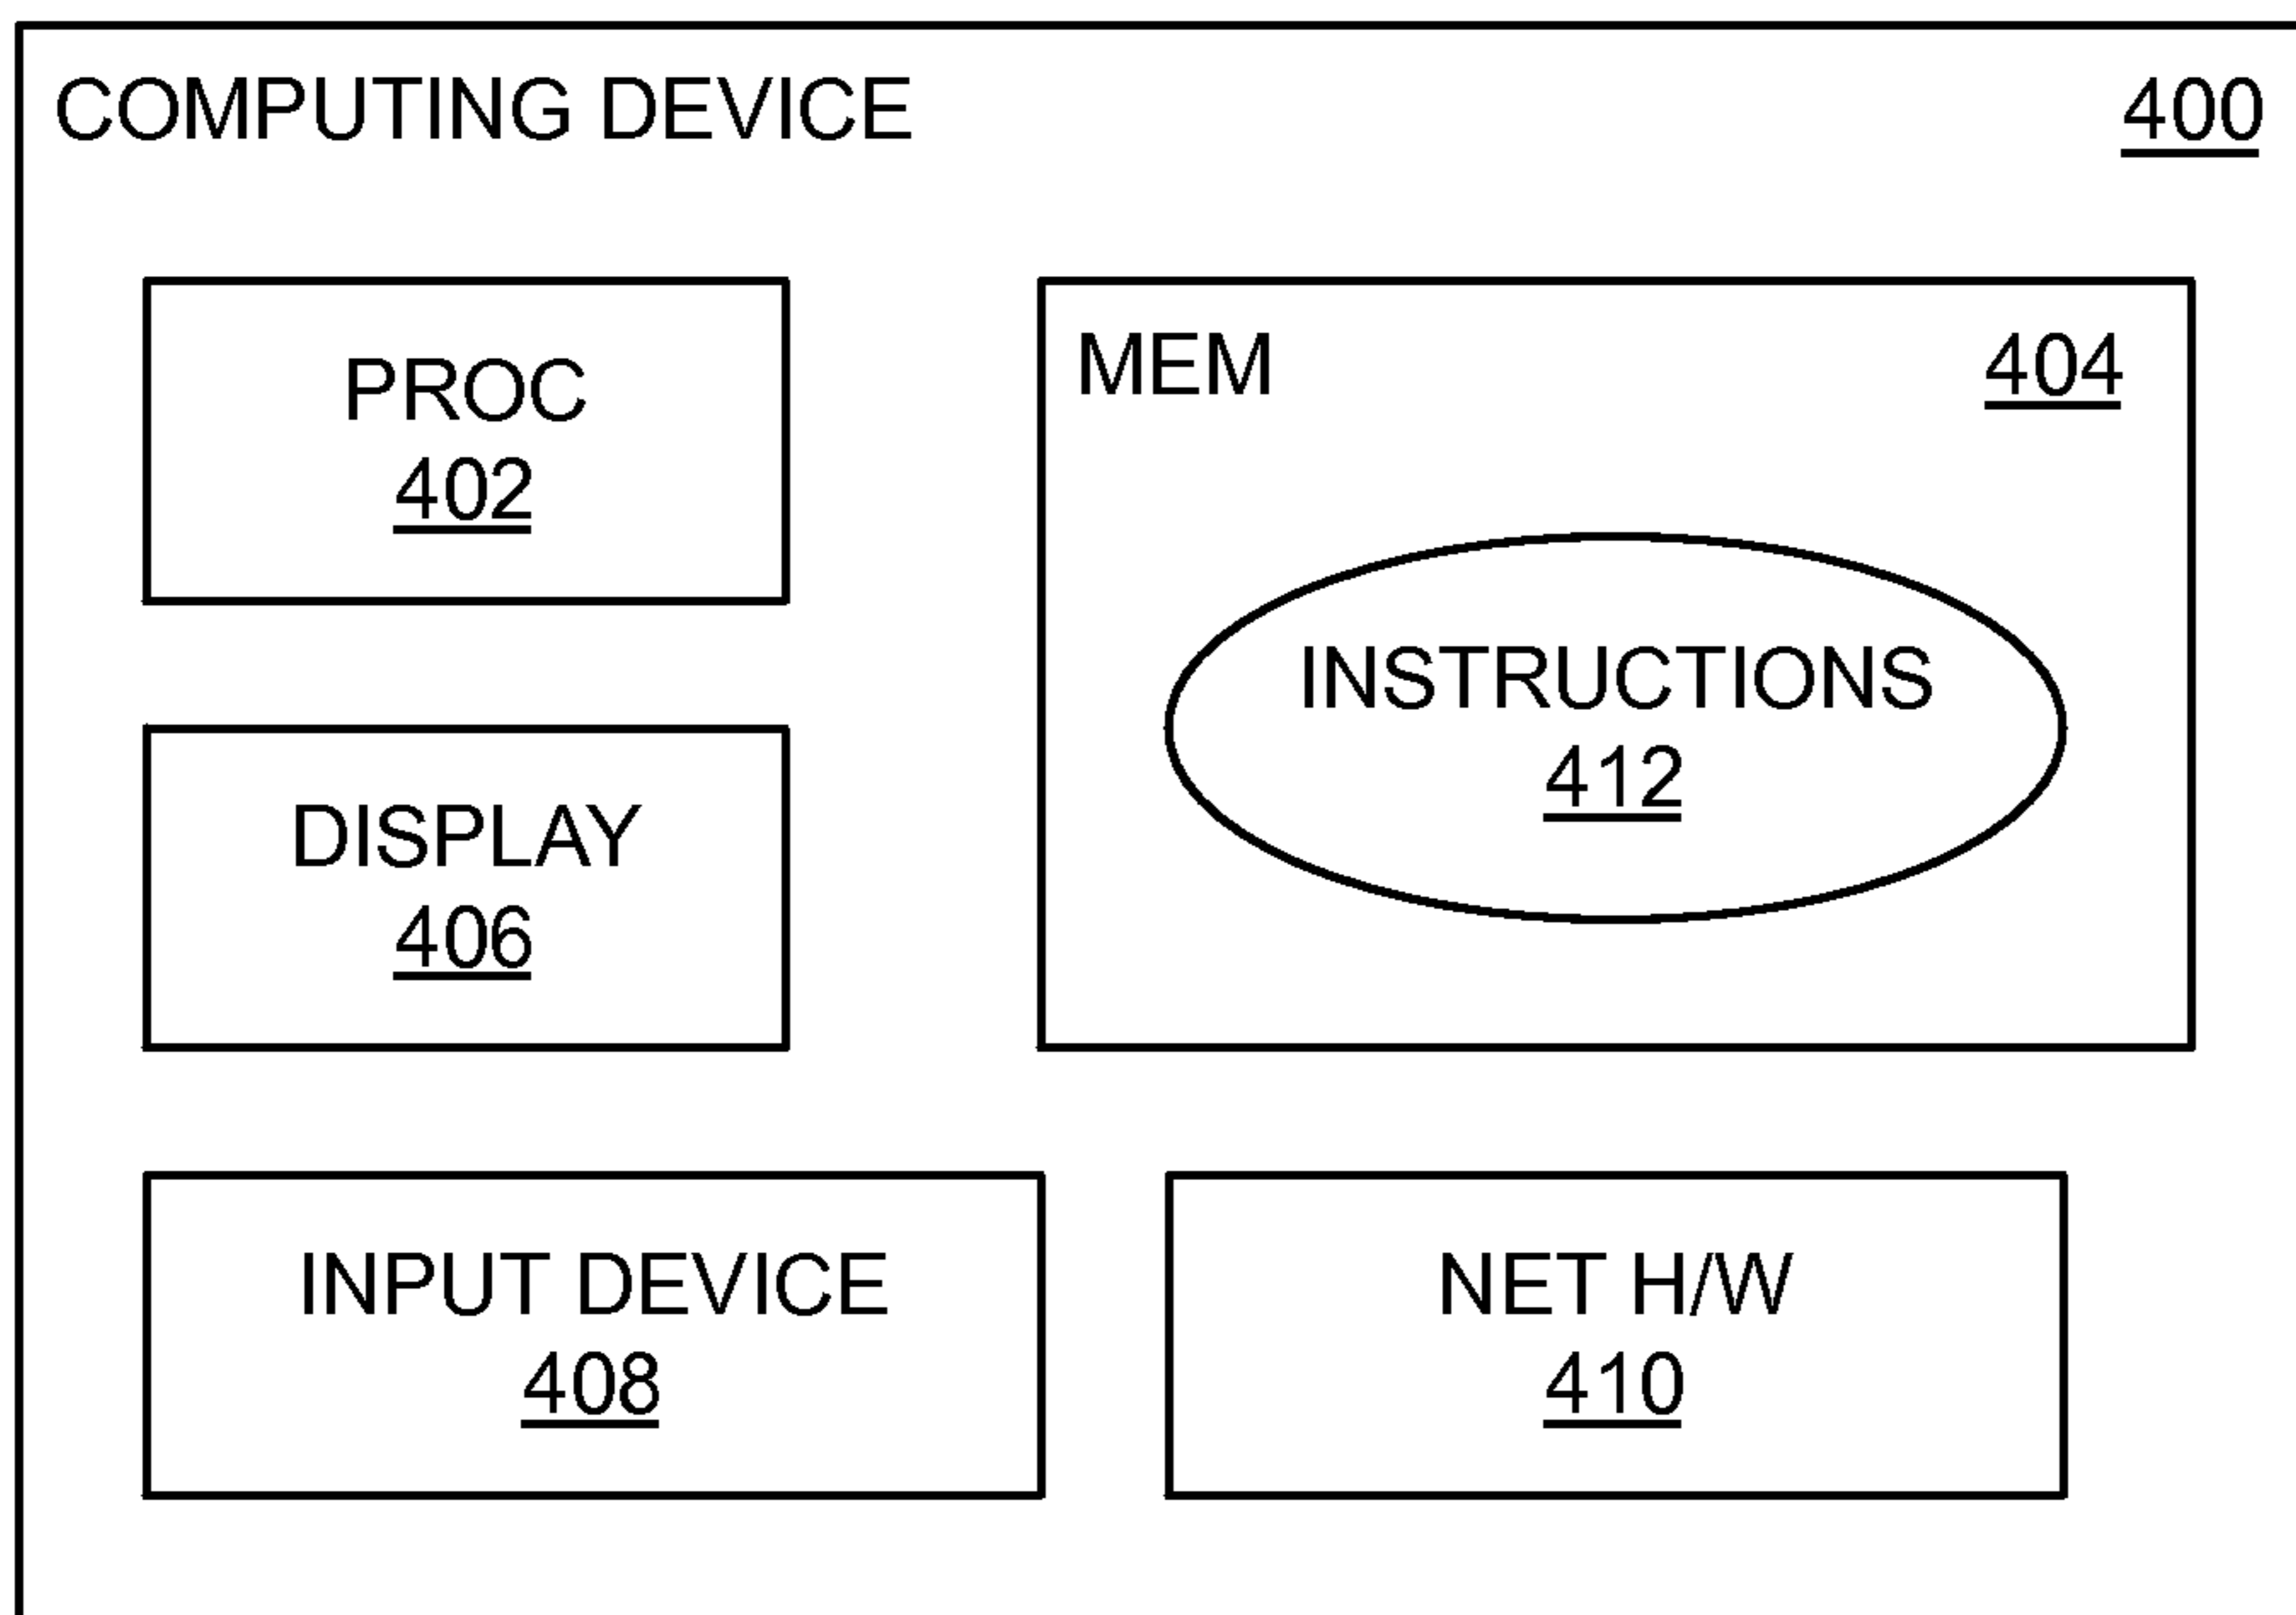 COMPUTING DEVICE 400
PROC
402
MEM 404
INSTRUCTIONS
412
DISPLAY
406
INPUT DEVICE
408
NET H/W
410